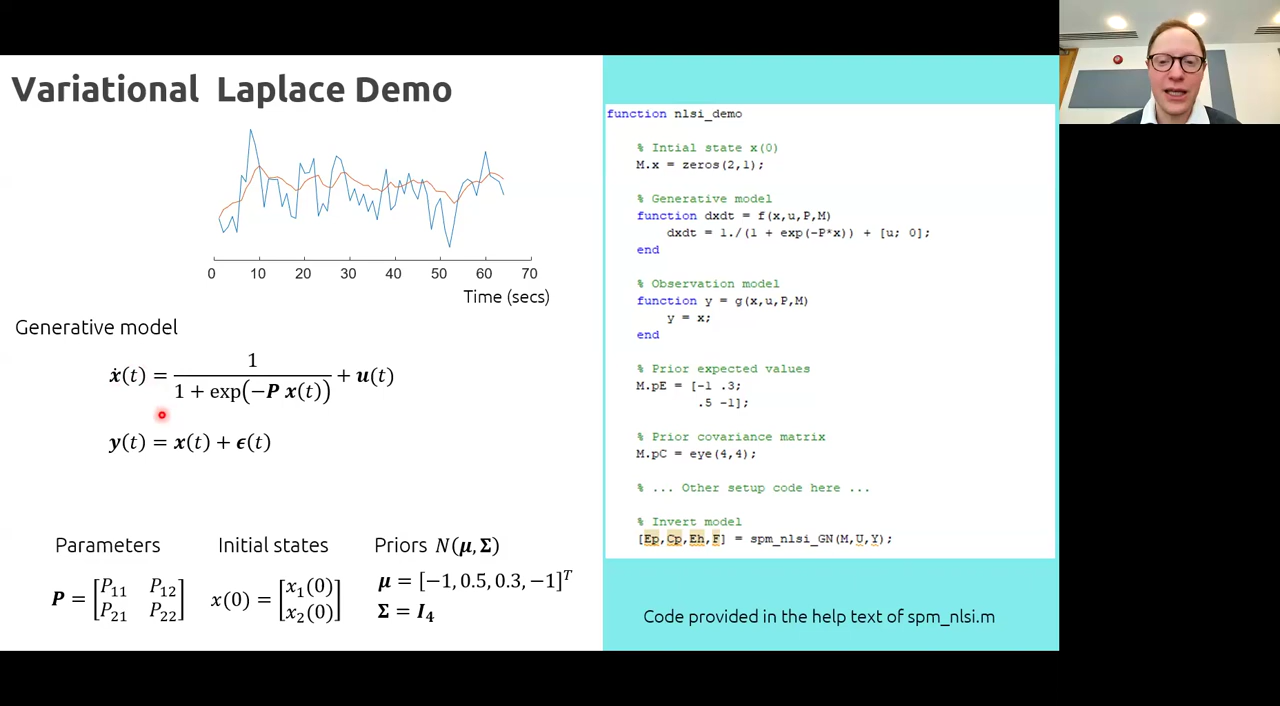 Variational Laplace Demo
0 10 20 30 40 50 60 70
Time (secs)
Generative model
ẋ(t) = 1 / (1 + exp(−P x(t))) + u(t)
y(t) = x(t) + ϵ(t)
Parameters
P = [P11 P12
P21 P22]
Initial states
x(0) = [x1(0)
x2(0)]
Priors N(μ, Σ)
μ = [−1, 0.5, 0.3, −1]^T
Σ = I4
function nlsi_demo
% Intial state x(0)
M.x = zeros(2,1);
% Generative model
function dxdt = f(x,u,P,M)
dxdt = 1./(1 + exp(-P*x)) + [u; 0];
end
% Observation model
function y = g(x,u,P,M)
y = x;
end
% Prior expected values
M.pE = [-1 .3;
.5 -1];
% Prior covariance matrix
M.pC = eye(4,4);
% ... Other setup code here ...
% Invert model
[Ep,Cp,Eh,F] = spm_nlsi_GN(M,U,Y);
Code provided in the help text of spm_nlsi.m